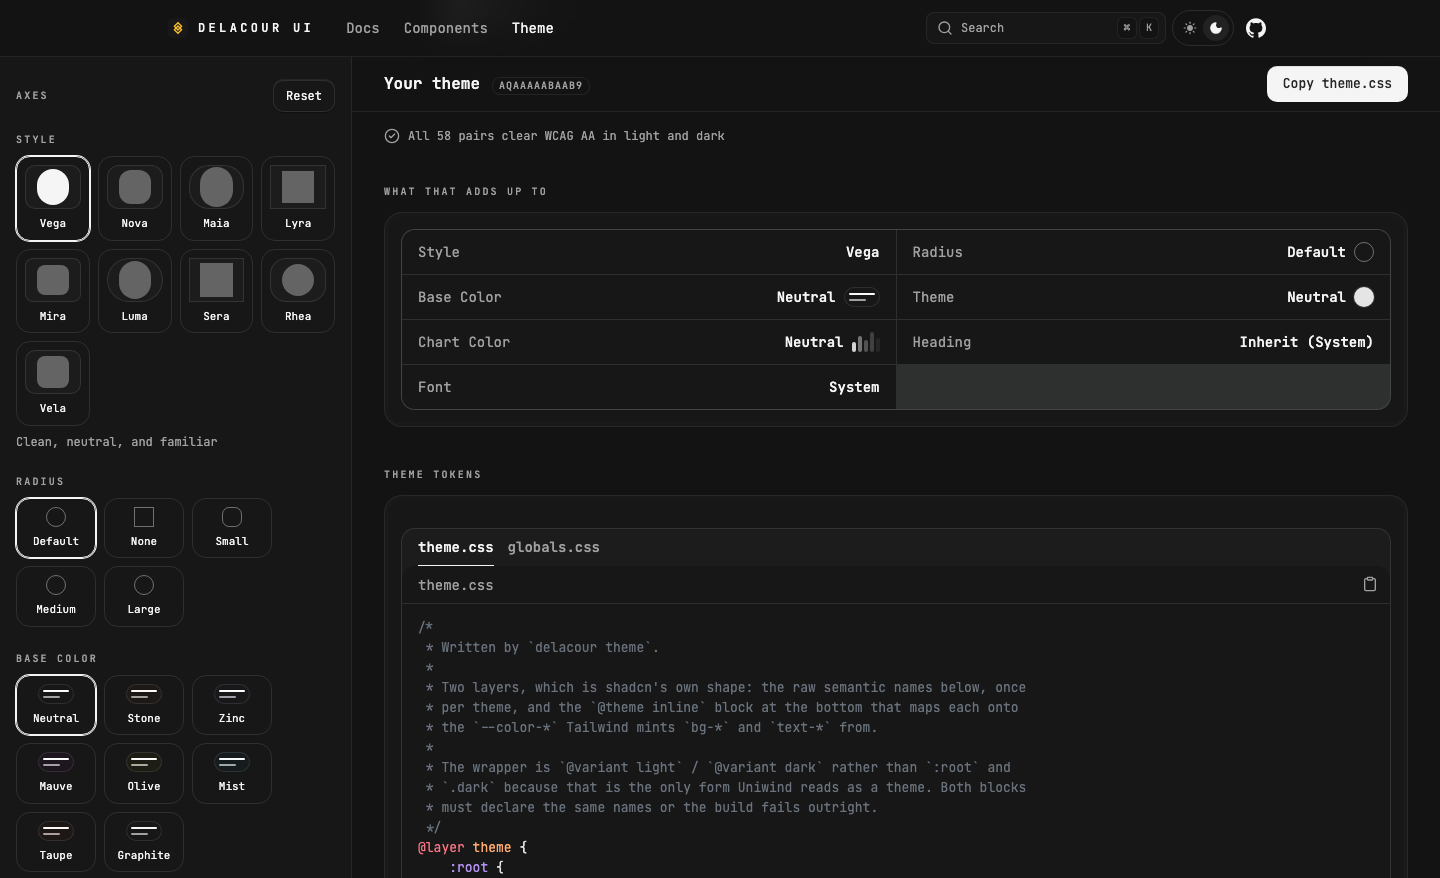 DELACOUR UI
Docs
Components
Theme
Search
⌘ K
AXES
Reset
STYLE
Vega
Nova
Maia
Lyra
Mira
Luma
Sera
Rhea
Vela
Clean, neutral, and familiar
RADIUS
Default
None
Small
Medium
Large
BASE COLOR
Neutral
Stone
Zinc
Mauve
Olive
Mist
Taupe
Graphite
Your theme
AQAAAAABAAB9
Copy theme.css
All 58 pairs clear WCAG AA in light and dark
WHAT THAT ADDS UP TO
Style Vega
Radius Default
Base Color Neutral
Theme Neutral
Chart Color Neutral
Heading Inherit (System)
Font System
THEME TOKENS
theme.css
globals.css
theme.css
/*
* Written by `delacour theme`.
*
* Two layers, which is shadcn's own shape: the raw semantic names below, once
* per theme, and the `@theme inline` block at the bottom that maps each onto
* the `--color-*` Tailwind mints `bg-*` and `text-*` from.
*
* The wrapper is `@variant light` / `@variant dark` rather than `:root` and
* `.dark` because that is the only form Uniwind reads as a theme. Both blocks
* must declare the same names or the build fails outright.
*/
@layer theme {
:root {